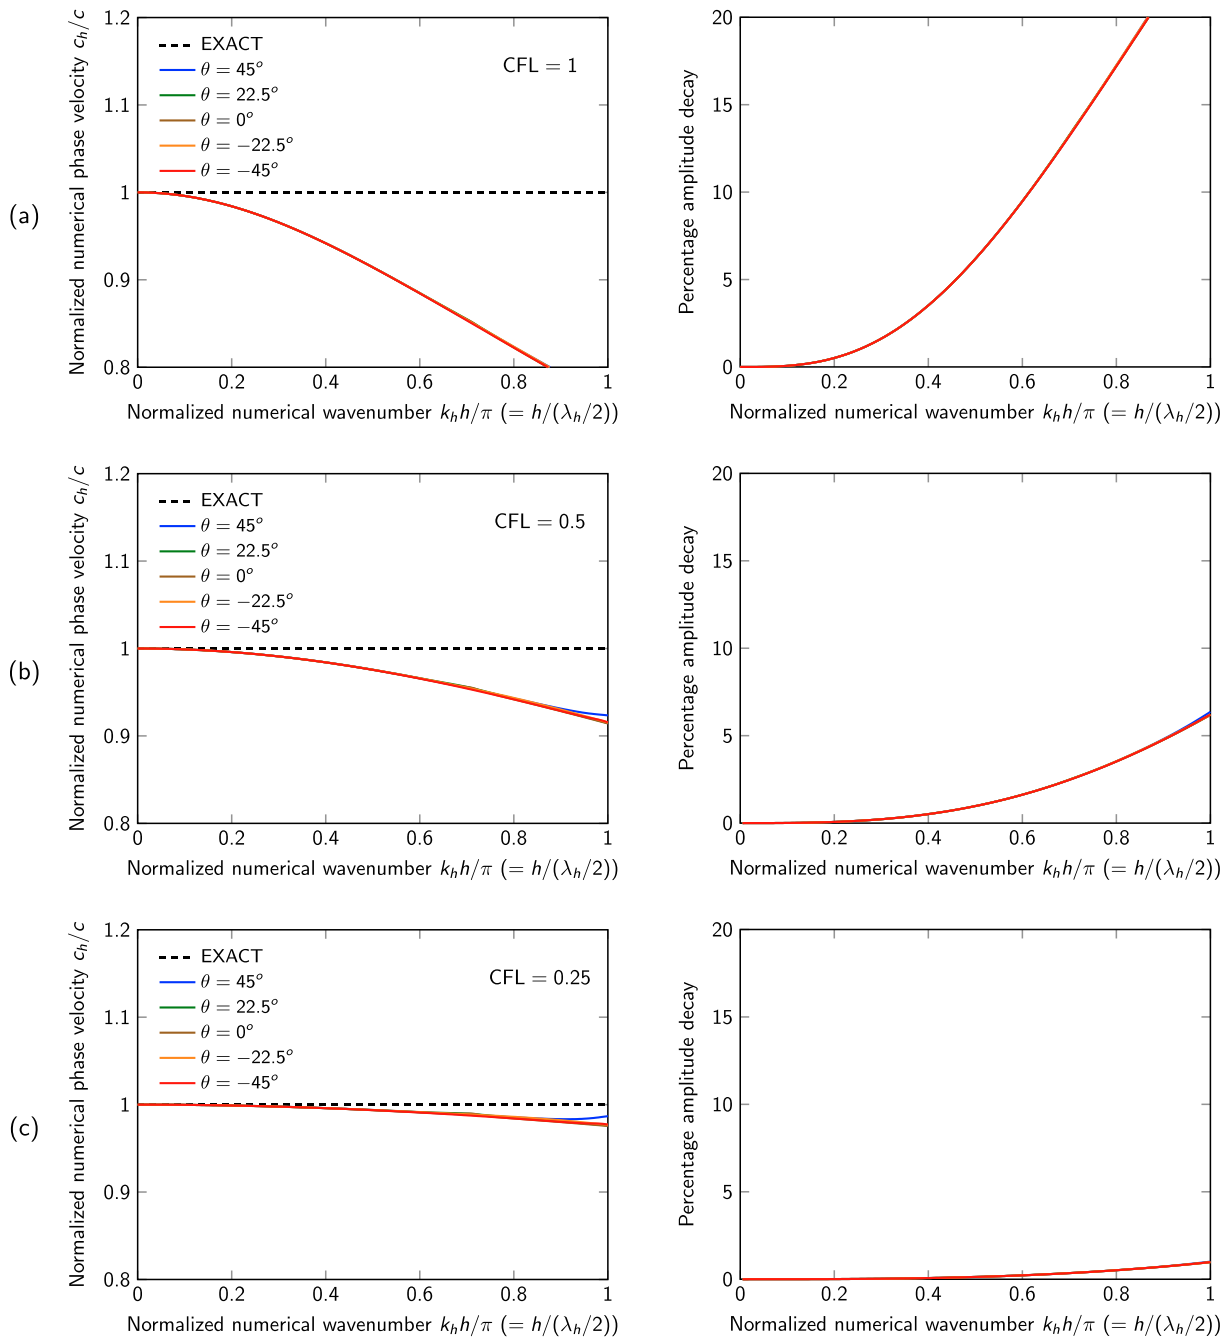 (a)
Normalized numerical phase velocity c_h/c
1.2
1.1
1
0.9
0.8
EXACT
θ = 45°
θ = 22.5°
θ = 0°
θ = −22.5°
θ = −45°
CFL = 1
0 0.2 0.4 0.6 0.8 1
Normalized numerical wavenumber k_h h/π (= h/(λ_h/2))
Percentage amplitude decay
20
15
10
5
0
0 0.2 0.4 0.6 0.8 1
Normalized numerical wavenumber k_h h/π (= h/(λ_h/2))
(b)
Normalized numerical phase velocity c_h/c
1.2
1.1
1
0.9
0.8
EXACT
θ = 45°
θ = 22.5°
θ = 0°
θ = −22.5°
θ = −45°
CFL = 0.5
0 0.2 0.4 0.6 0.8 1
Normalized numerical wavenumber k_h h/π (= h/(λ_h/2))
Percentage amplitude decay
20
15
10
5
0
0 0.2 0.4 0.6 0.8 1
Normalized numerical wavenumber k_h h/π (= h/(λ_h/2))
(c)
Normalized numerical phase velocity c_h/c
1.2
1.1
1
0.9
0.8
EXACT
θ = 45°
θ = 22.5°
θ = 0°
θ = −22.5°
θ = −45°
CFL = 0.25
0 0.2 0.4 0.6 0.8 1
Normalized numerical wavenumber k_h h/π (= h/(λ_h/2))
Percentage amplitude decay
20
15
10
5
0
0 0.2 0.4 0.6 0.8 1
Normalized numerical wavenumber k_h h/π (= h/(λ_h/2))